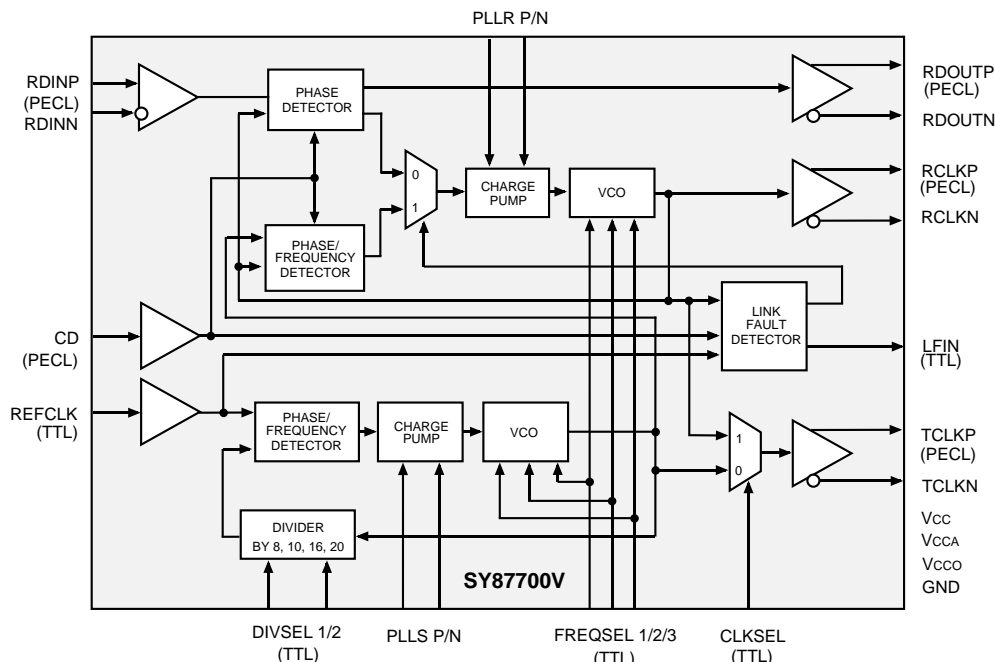 PLLR P/N
RDINP
(PECL)
RDINN
PHASE
DETECTOR
RDOUTP
(PECL)
RDOUTN
0
1
CHARGE
PUMP
VCO
RCLKP
(PECL)
RCLKN
PHASE/
FREQUENCY
DETECTOR
CD
(PECL)
LINK
FAULT
DETECTOR
LFIN
(TTL)
REFCLK
(TTL)
PHASE/
FREQUENCY
DETECTOR
CHARGE
PUMP
VCO
1
0
TCLKP
(PECL)
TCLKN
DIVIDER
BY 8, 10, 16, 20
SY87700V
VCC
VCCA
VCCO
GND
DIVSEL 1/2
(TTL)
PLLS P/N
FREQSEL 1/2/3
(TTL)
CLKSEL
(TTL)